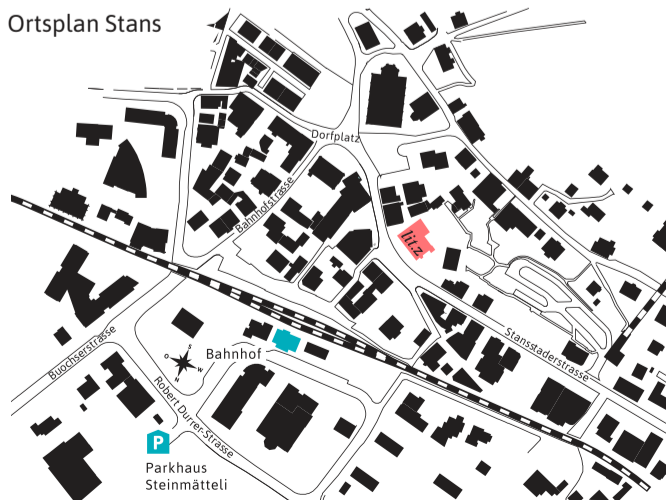 Ortsplan Stans
Dorfplatz
Bahnhofstrasse
lit.z
Stansstaderstrasse
Buochserstrasse
S
O
W
N
Bahnhof
Robert Durrer-Strasse
P
Parkhaus
Steinmätteli